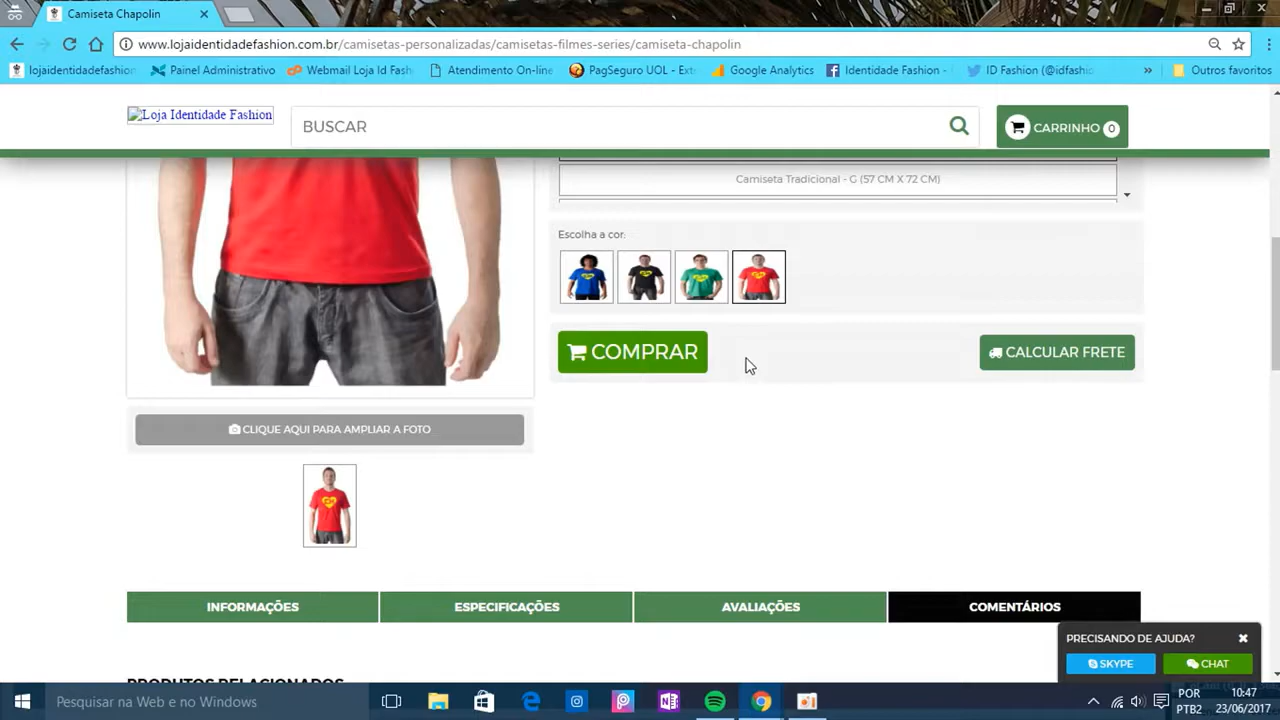 Camiseta Chapolin
www.lojaidentidadefashion.com.br/camisetas-personalizadas/camisetas-filmes-series/camiseta-chapolin
lojaidentidadefashion Painel Administrativo Webmail Loja Id Fash Atendimento On-line PagSeguro UOL - Ext Google Analytics Identidade Fashion - ID Fashion (@idfashi » Outros favoritos
Loja Identidade Fashion BUSCAR CARRINHO 0
Camiseta Tradicional - G (57 CM X 72 CM)
Escolha a cor:
COMPRAR CALCULAR FRETE
CLIQUE AQUI PARA AMPLIAR A FOTO
INFORMAÇÕES ESPECIFICAÇÕES AVALIAÇÕES COMENTÁRIOS
PRECISANDO DE AJUDA?
SKYPE CHAT
PRODUTOS RELACIONADOS
Pesquisar na Web e no Windows
POR 10:47
PTB2 23/06/2017